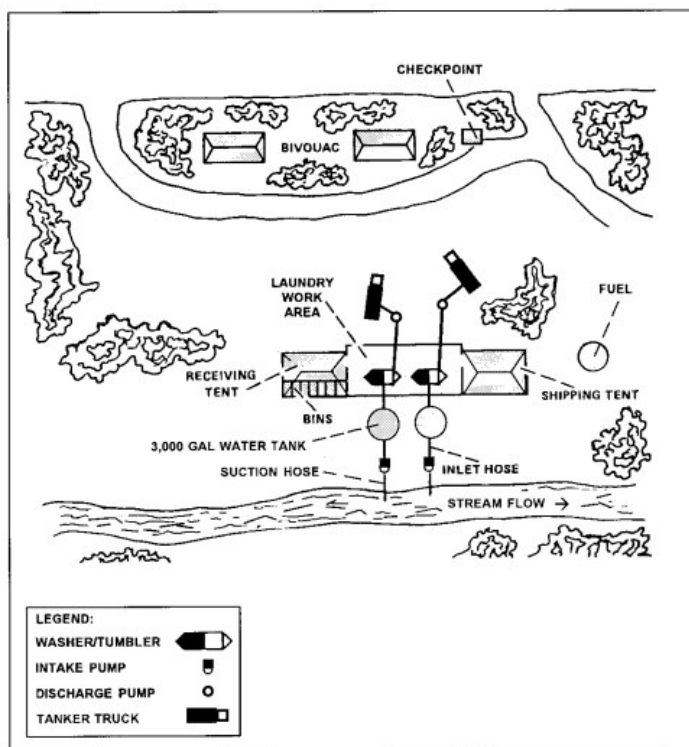 CHECKPOINT
BIVOUAC
LAUNDRY
WORK
AREA
FUEL
RECEIVING
TENT
BINS
SHIPPING TENT
3,000 GAL WATER TANK
SUCTION HOSE
INLET HOSE
STREAM FLOW
LEGEND:
WASHER/TUMBLER
INTAKE PUMP
DISCHARGE PUMP
TANKER TRUCK